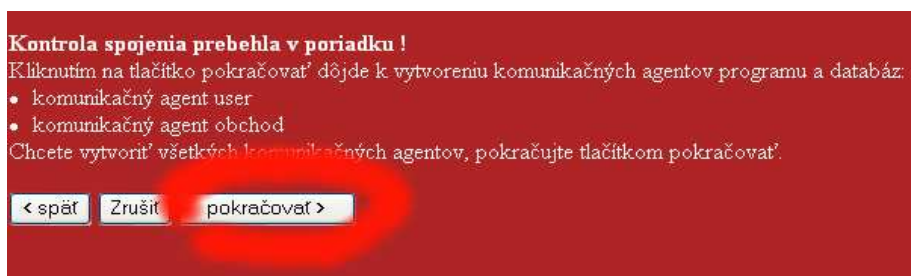 Kontrola spojenia prebehla v poriadku !
Kliknutím na tlačítko pokračovať dôjde k vytvoreniu komunikačných agentov programu a databáz:
• komunikačný agent user
• komunikačný agent obchod
Chcete vytvoriť všetkých komunikačných agentov, pokračujte tlačítkom pokračovať.
< späť Zrušiť pokračovať >